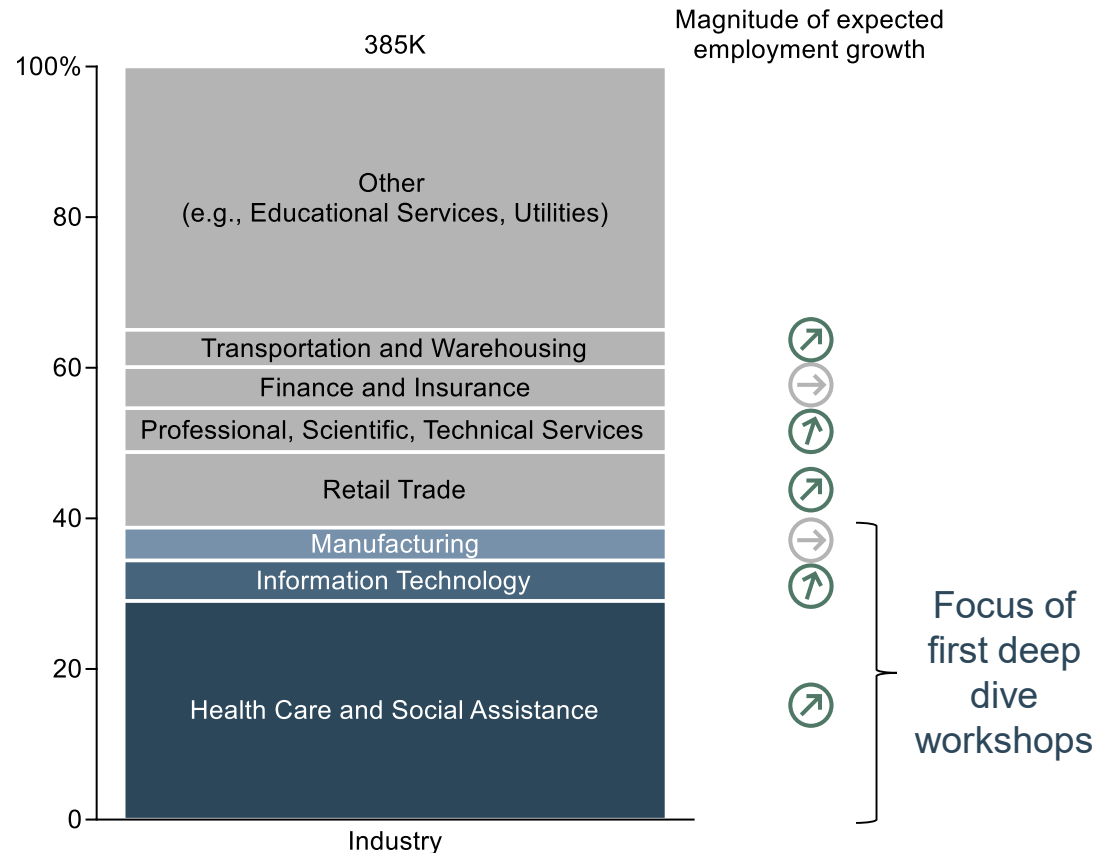 Magnitude of expected
employment growth
385K
100%
Other
(e.g., Educational Services, Utilities)
80
Transportation and Warehousing
60
Finance and Insurance
Professional, Scientific, Technical Services
Retail Trade
40
Manufacturing
Information Technology
Focus of
first deep
dive
workshops
20
Health Care and Social Assistance
0
Industry